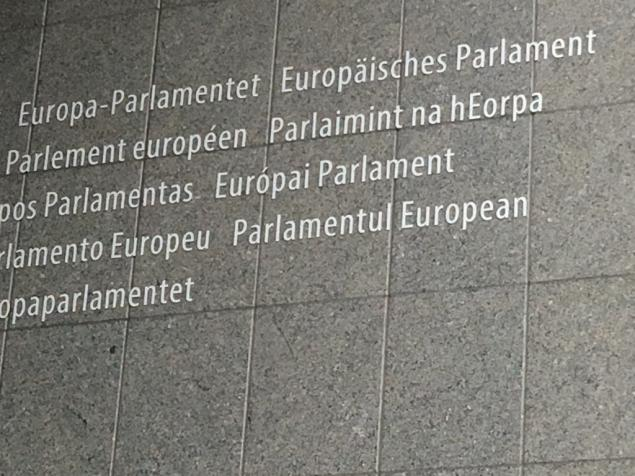 Europa-Parlamentet Europäisches Parlament
Parlement européen Parlaimint na hEorpa
pos Parlamentas Európai Parlament
rlamento Europeu Parlamentul European
opaparlamentet